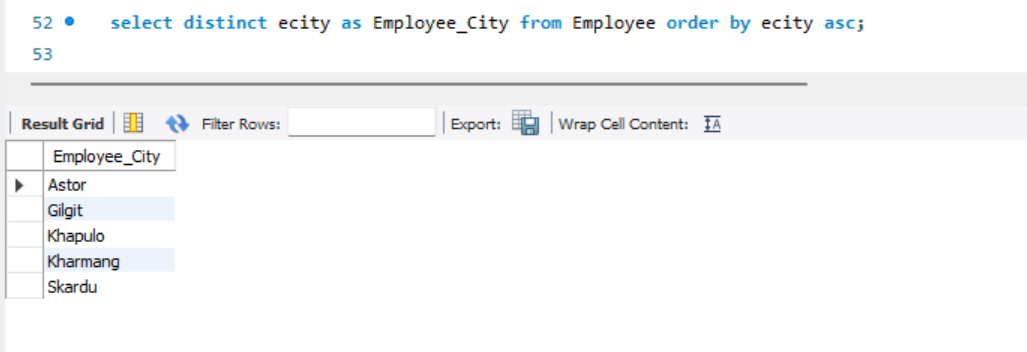 52 select distinct ecity as Employee_City from Employee order by ecity asc;
53
Result Grid Filter Rows: Export: Wrap Cell Content: IA
Employee_City
Astor
Gilgit
Khapulo
Kharmang
Skardu